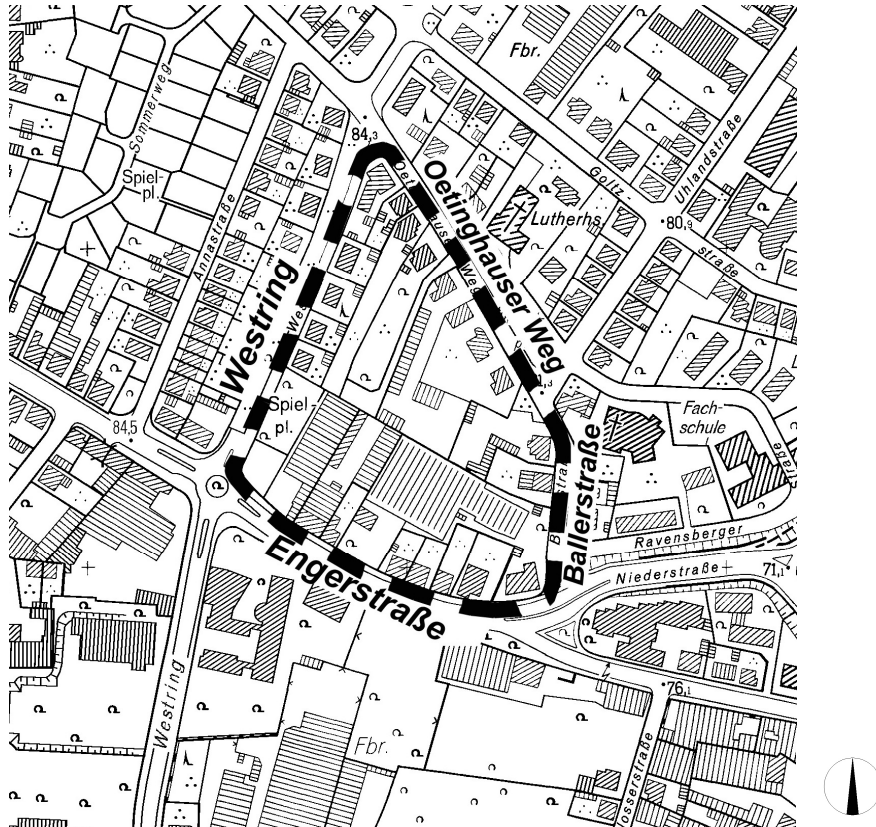 Fbr.
Sommerweg
84,3
Oetinghauser Weg
Goltz
Uhlandstraße
Spiel-
pl.
Lutherhs.
80,9
straße
Annastraße
Westring
Spiel-
pl.
84,5
Fach-
schule
straße
Ballerstraße
Ravensberger
Engerstraße
Niederstraße
71,1
76,1
Westring
Fbr.